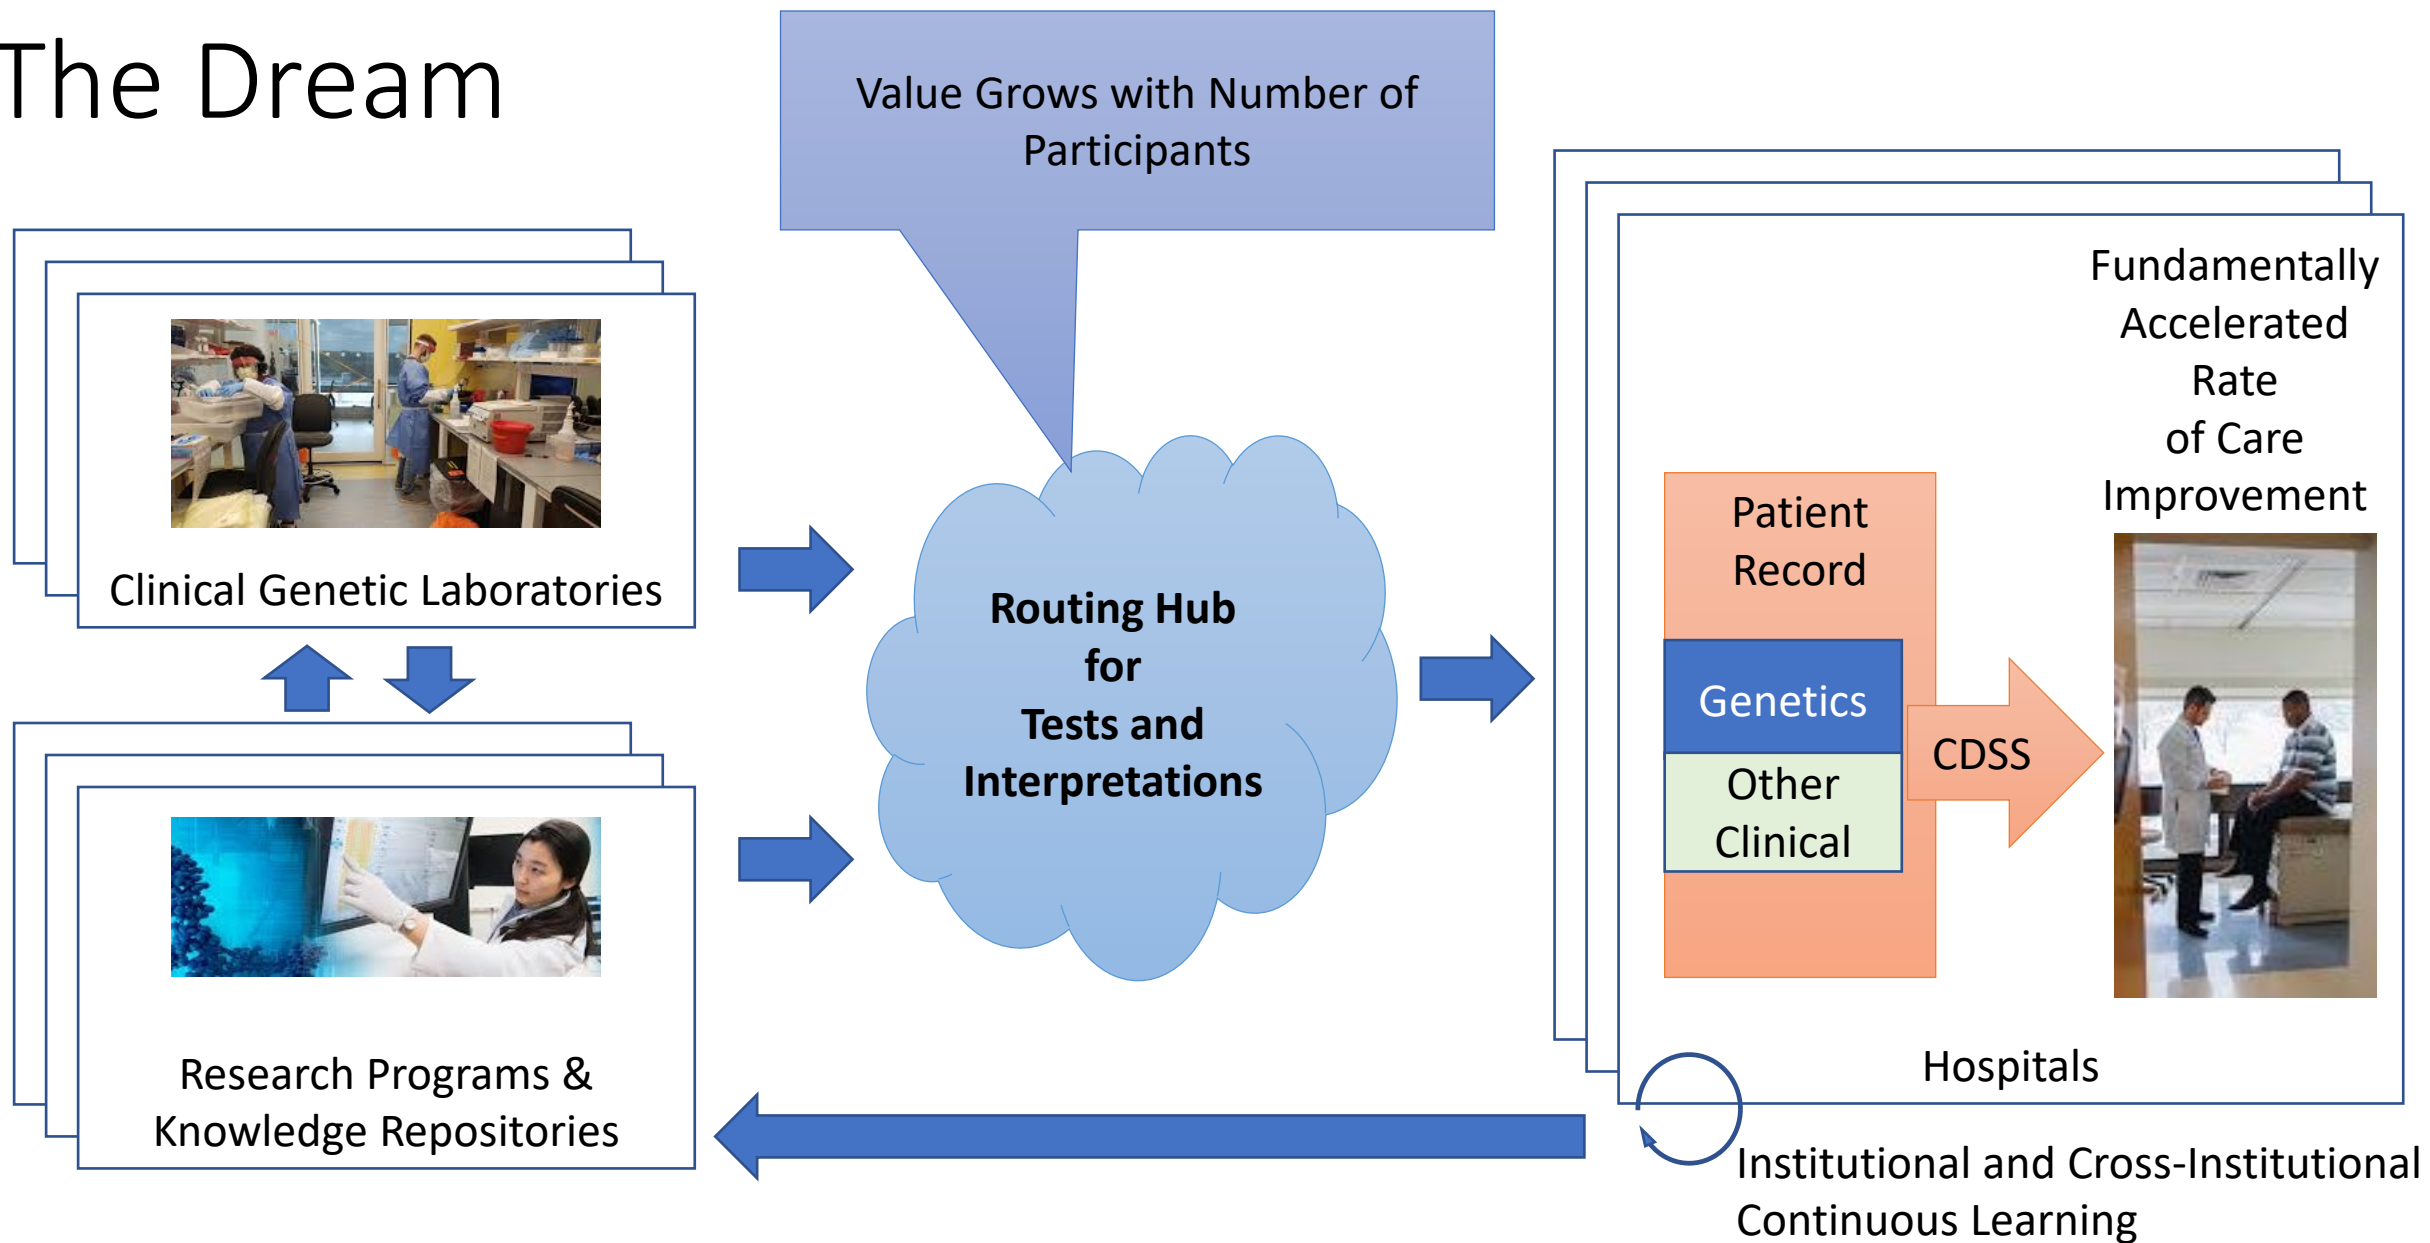 The Dream
Value Grows with Number of
Participants
Clinical Genetic Laboratories
Research Programs &
Knowledge Repositories
Routing Hub
for
Tests and
Interpretations
Fundamentally
Accelerated
Rate
of Care
Improvement
Patient
Record
Genetics
Other
Clinical
CDSS
Hospitals
Institutional and Cross-Institutional
Continuous Learning